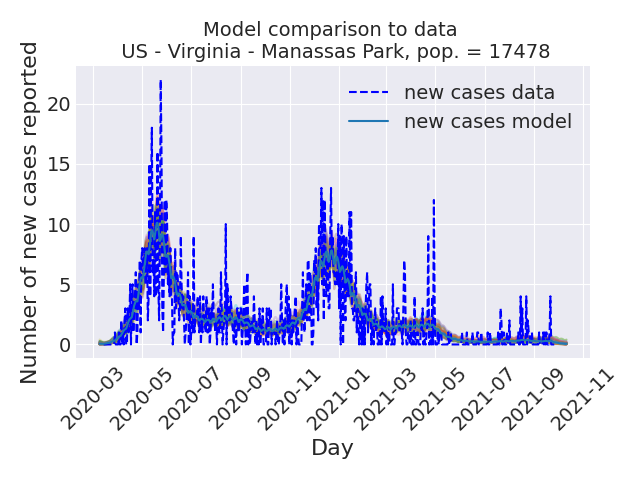 Model comparison to data
US - Virginia - Manassas Park, pop. = 17478
Number of new cases reported
20
15
10
5
0
new cases data
new cases model
2020-03
2020-05
2020-07
2020-09
2020-11
2021-01
2021-03
2021-05
2021-07
2021-09
2021-11
Day